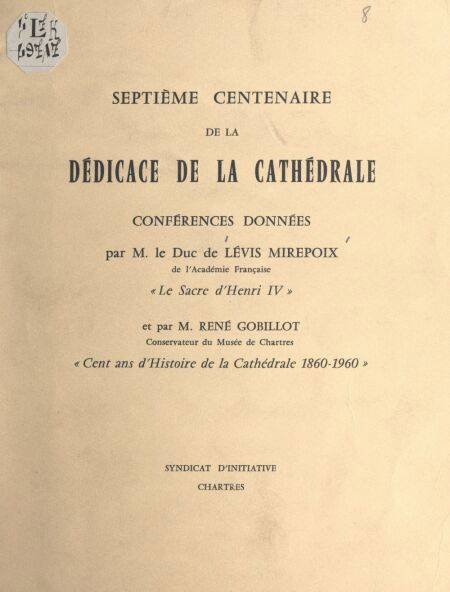 8
SEPTIÈME CENTENAIRE
DE LA
DÉDICACE DE LA CATHÉDRALE
CONFÉRENCES DONNÉES
par M. le Duc de LÉVIS MIREPOIX
de l'Académie Française
« Le Sacre d'Henri IV »
et par M. RENÉ GOBILLOT
Conservateur du Musée de Chartres
« Cent ans d'Histoire de la Cathédrale 1860-1960 »
SYNDICAT D'INITIATIVE
CHARTRES